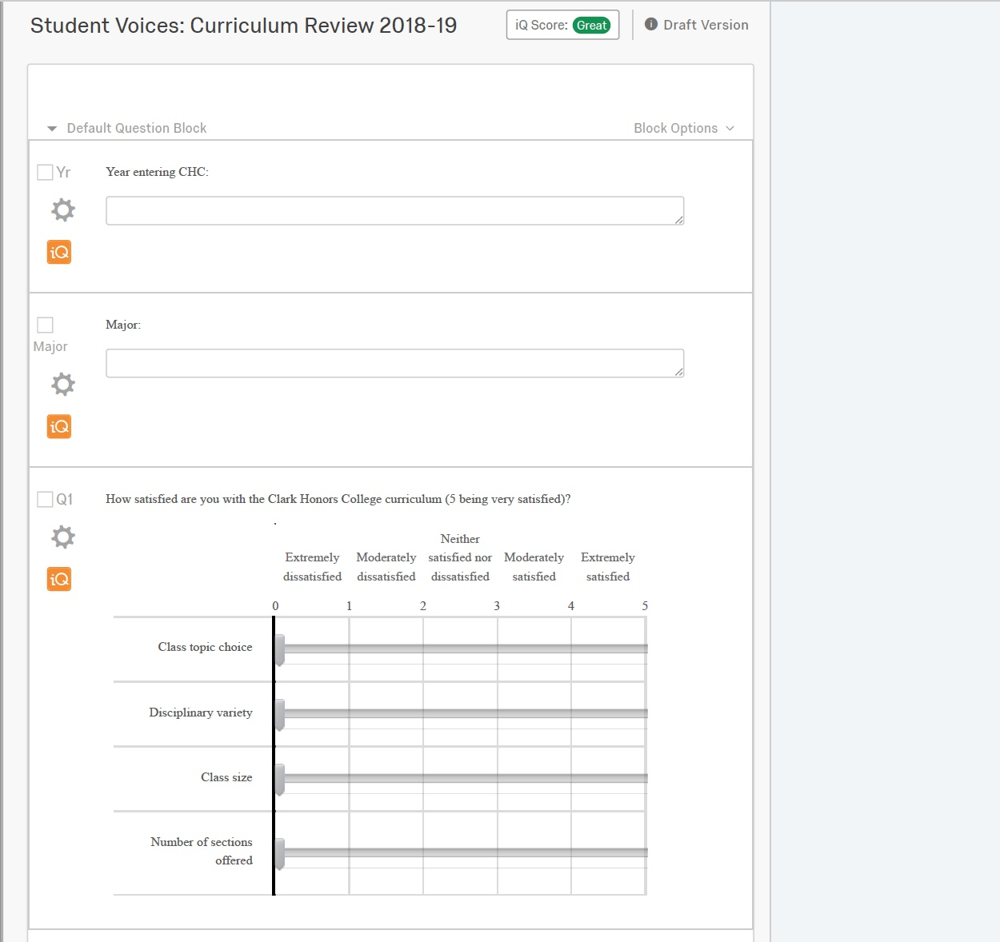 Student Voices: Curriculum Review 2018-19
iQ Score: Great
Draft Version
Default Question Block
Block Options
Yr
Year entering CHC:
iQ
Major:
Major
iQ
Q1
How satisfied are you with the Clark Honors College curriculum (5 being very satisfied)?
.
iQ
Extremely dissatisfied
Moderately dissatisfied
Neither satisfied nor dissatisfied
Moderately satisfied
Extremely satisfied
0 1 2 3 4 5
Class topic choice
Disciplinary variety
Class size
Number of sections
offered